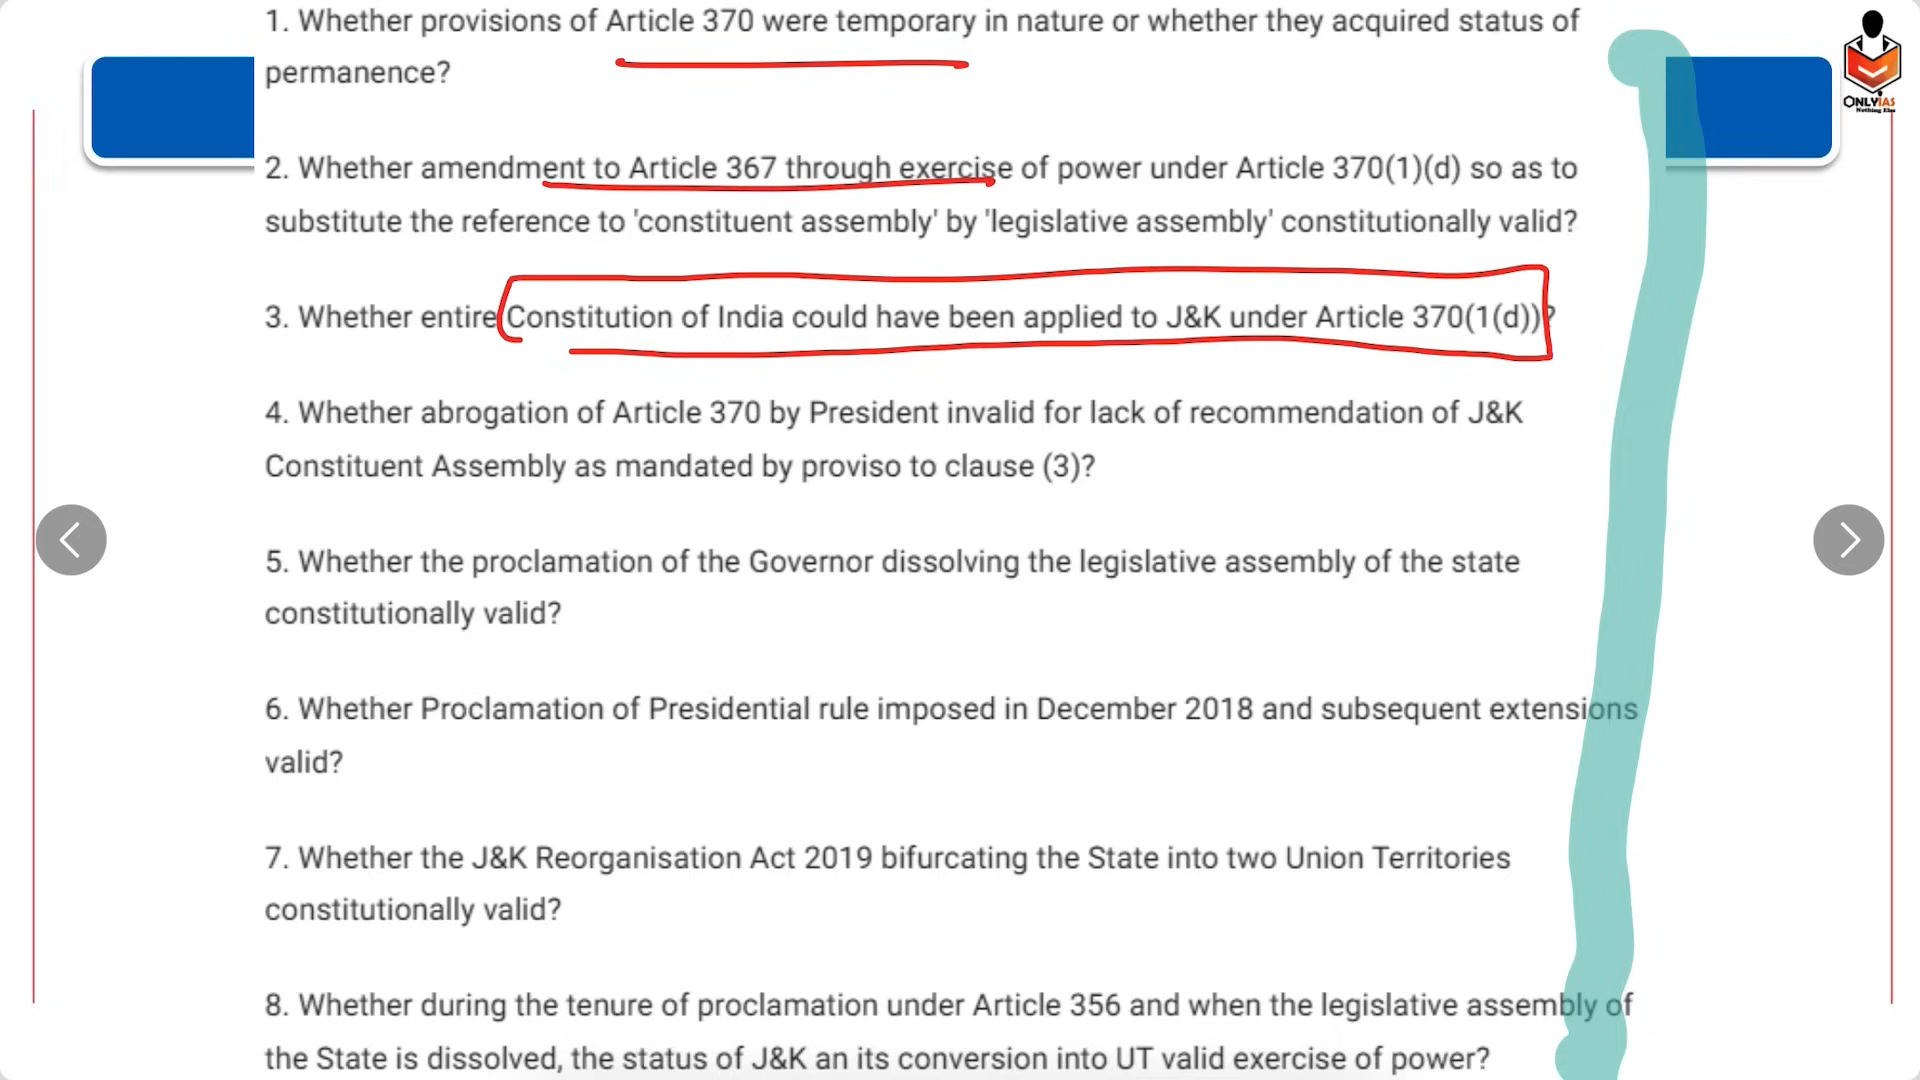 1. Whether provisions of Article 370 were temporary in nature or whether they acquired status of
permanence?
2. Whether amendment to Article 367 through exercise of power under Article 370(1)(d) so as to
substitute the reference to 'constituent assembly' by 'legislative assembly' constitutionally valid?
3. Whether entire Constitution of India could have been applied to J&K under Article 370(1(d))?
4. Whether abrogation of Article 370 by President invalid for lack of recommendation of J&K
Constituent Assembly as mandated by proviso to clause (3)?
5. Whether the proclamation of the Governor dissolving the legislative assembly of the state
constitutionally valid?
6. Whether Proclamation of Presidential rule imposed in December 2018 and subsequent extensions
valid?
7. Whether the J&K Reorganisation Act 2019 bifurcating the State into two Union Territories
constitutionally valid?
8. Whether during the tenure of proclamation under Article 356 and when the legislative assembly of
the State is dissolved, the status of J&K an its conversion into UT valid exercise of power?
ONLYIAS
Nothing Else